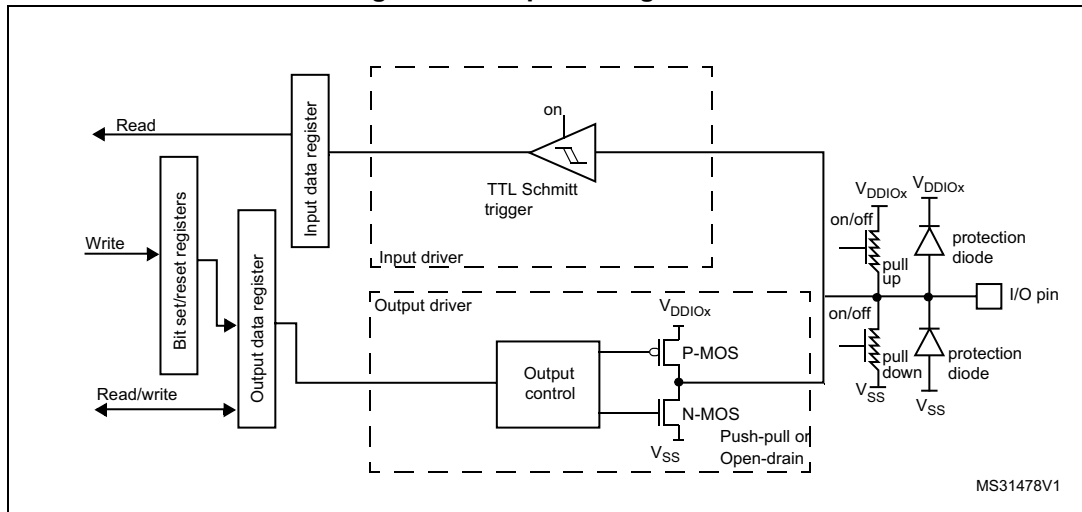 Read
Write
Read/write
Bit set/reset registers
Output data register
Input data register
on
TTL Schmitt
trigger
Input driver
Output driver
VDDIOx
P-MOS
Output
control
N-MOS
VSS
Push-pull or
Open-drain
VDDIOx
VDDIOx
on/off
pull
up
protection
diode
I/O pin
on/off
pull
down
protection
diode
VSS
VSS
MS31478V1